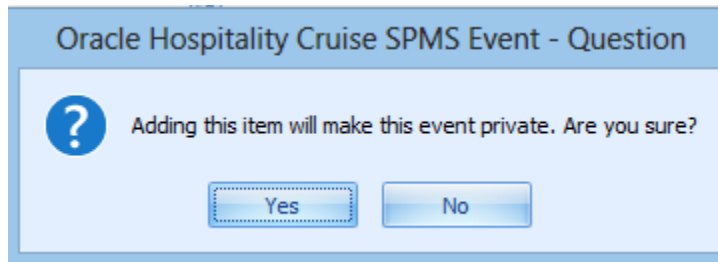 Oracle Hospitality Cruise SPMS Event - Question
Adding this item will make this event private. Are you sure?
Yes
No